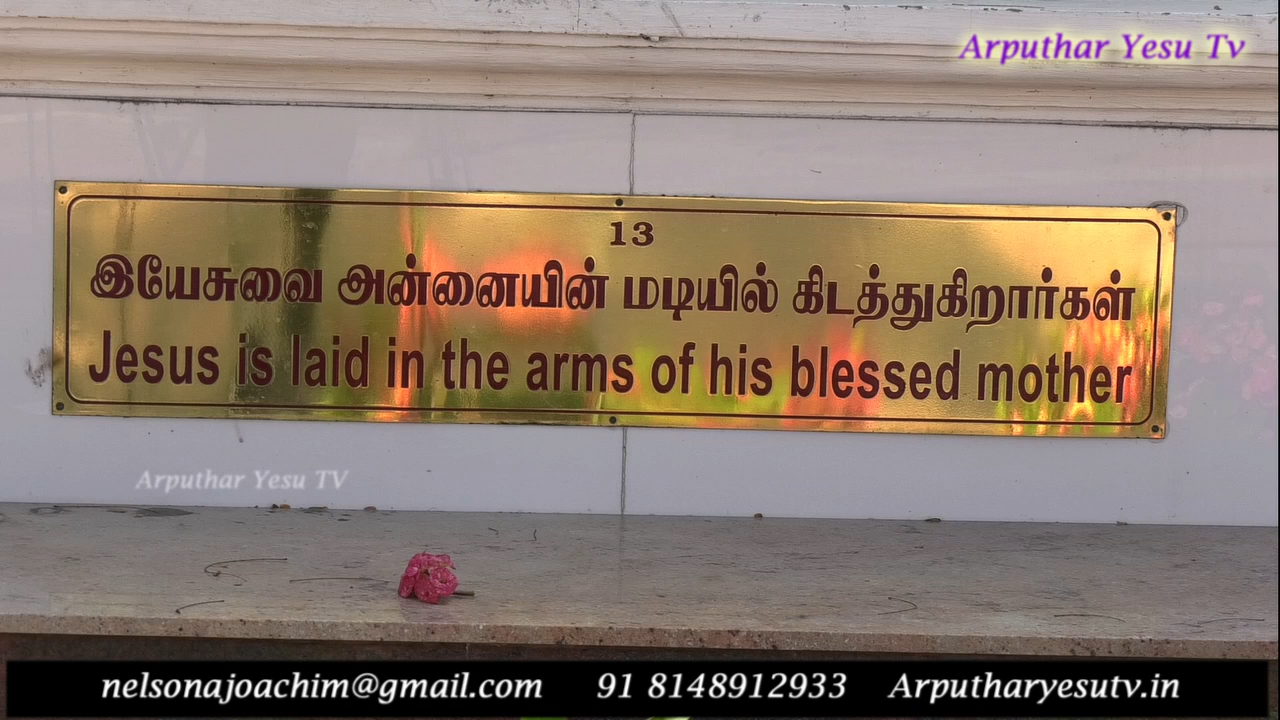 Arputhar Yesu Tv
13
இயேசுவை அன்னையின் மடியில் கிடத்துகிறார்கள்
Jesus is laid in the arms of his blessed mother
Arputhar Yesu TV
nelsonajoachim@gmail.com 91 8148912933 Arputharyesutv.in